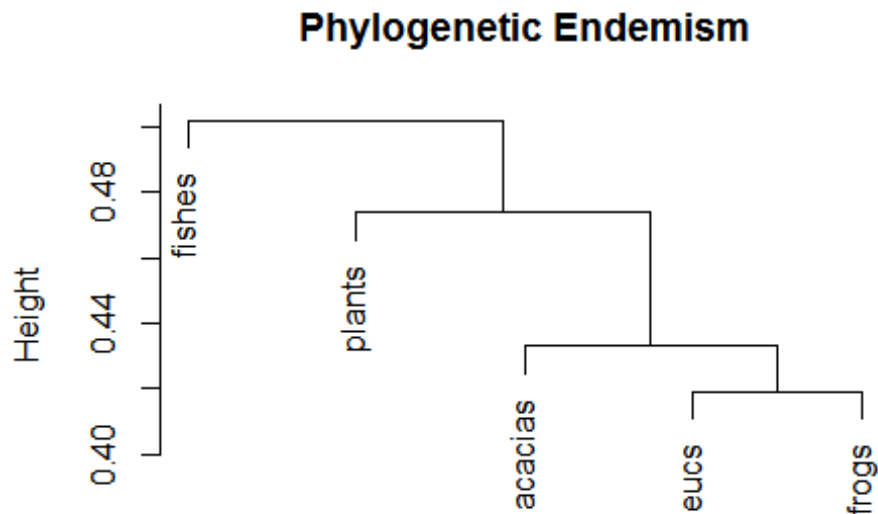 Phylogenetic Endemism
Height
0.48
0.44
0.40
fishes
plants
acacias
eucs
frogs